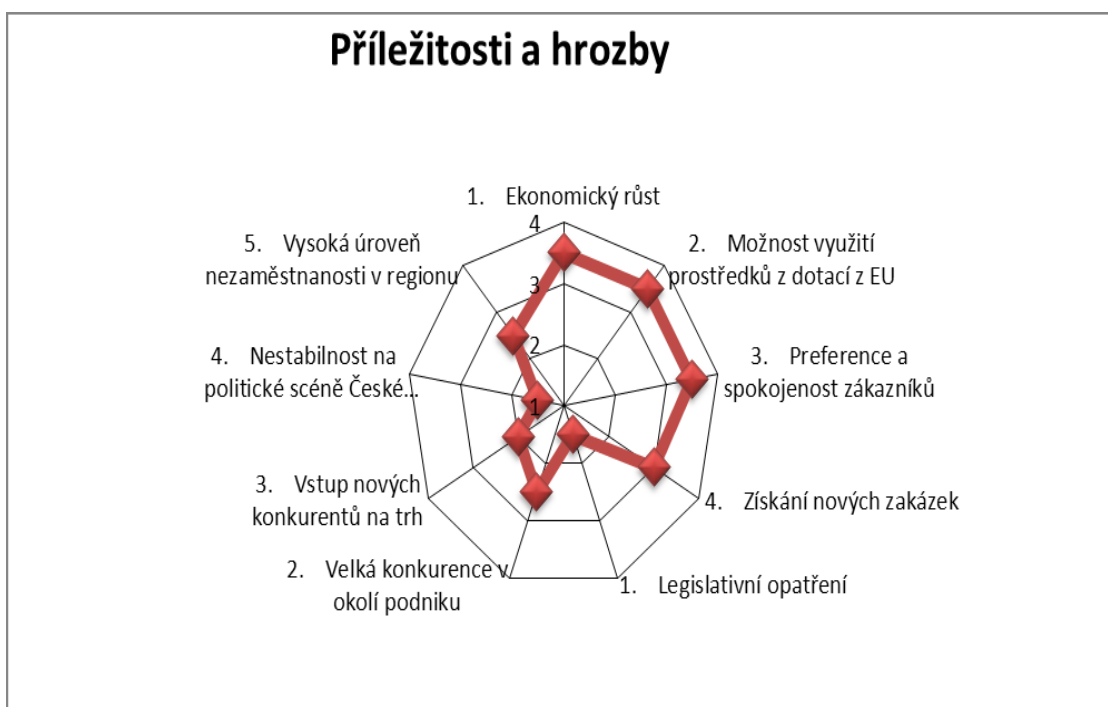 Příležitosti a hrozby
1. Ekonomický růst
2. Možnost využití
prostředků z dotací z EU
3. Preference a
spokojenost zákazníků
4. Získání nových zakázek
1. Legislativní opatření
2. Velká konkurence v
okolí podniku
3. Vstup nových
konkurentů na trh
4. Nestabilnost na
politické scéně České...
5. Vysoká úroveň
nezaměstnanosti v regionu
4
3
2
1